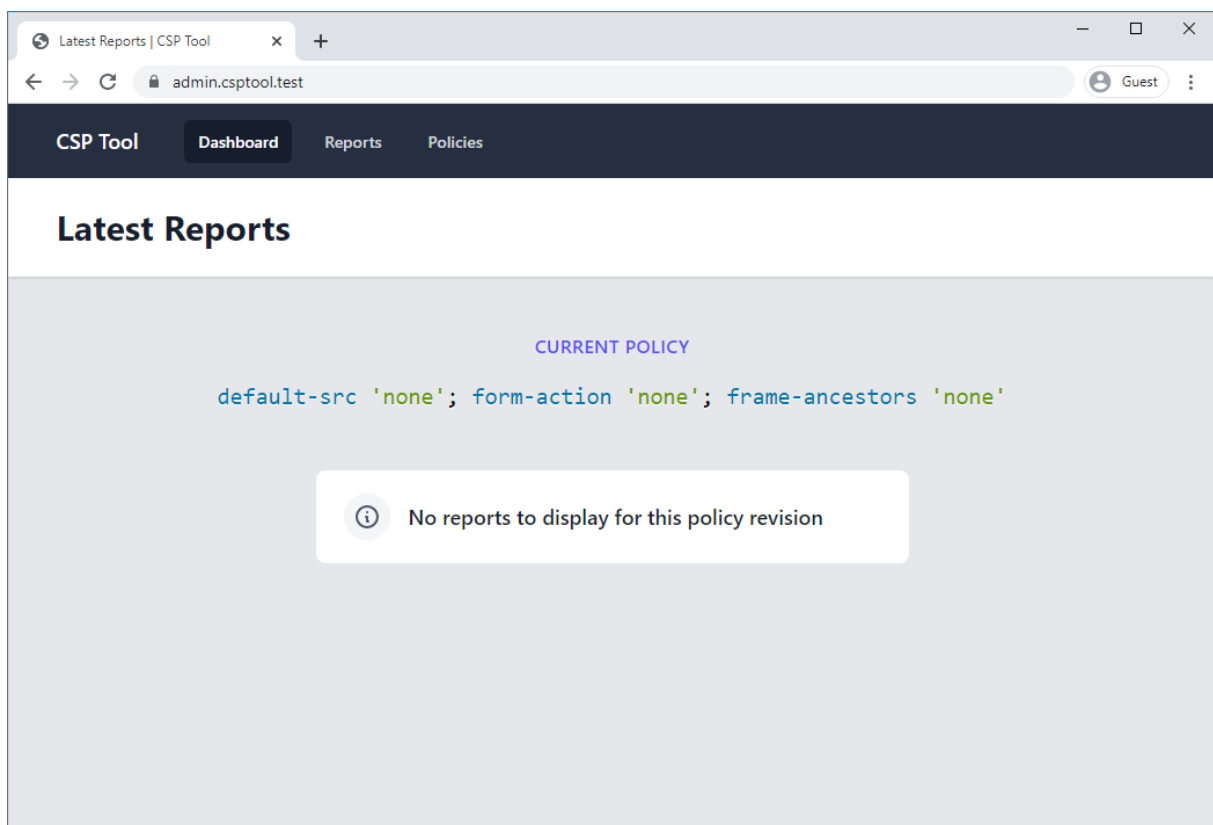 Latest Reports | CSP Tool
admin.csptool.test
Guest
CSP Tool Dashboard Reports Policies
Latest Reports
CURRENT POLICY
default-src 'none'; form-action 'none'; frame-ancestors 'none'
No reports to display for this policy revision